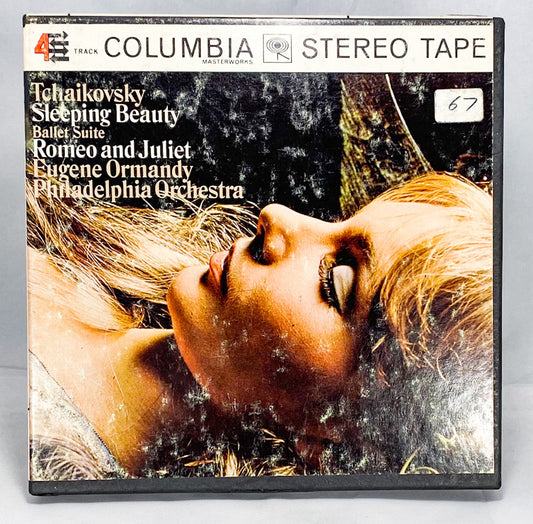 4 TRACK COLUMBIA STEREO TAPE
MASTERWORKS
Tchaikovsky
Sleeping Beauty
Ballet Suite
Romeo and Juliet
Eugene Ormandy
Philadelphia Orchestra
67